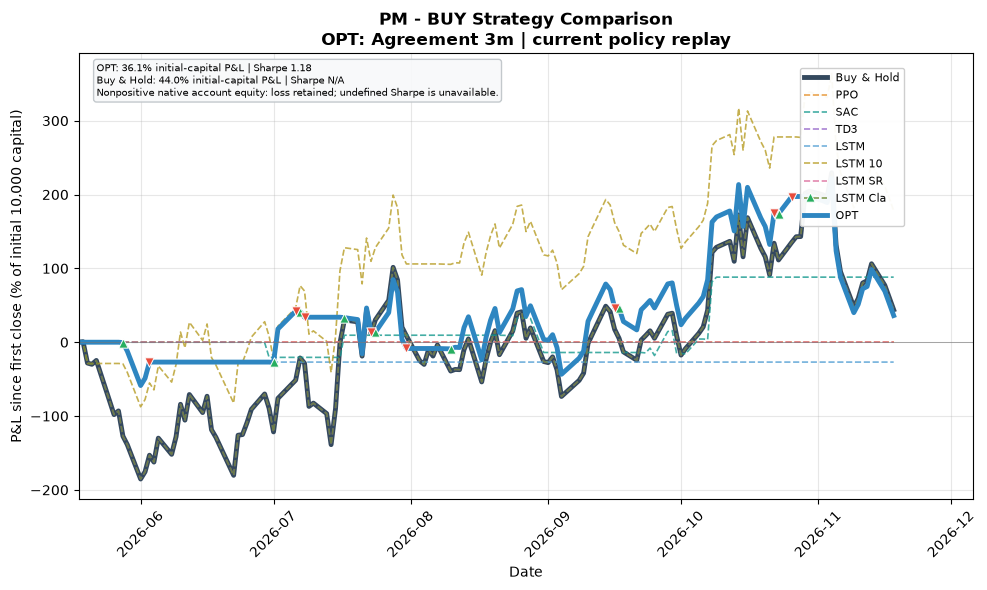 PM - BUY Strategy Comparison
OPT: Agreement 3m | current policy replay
OPT: 36.1% initial-capital P&L | Sharpe 1.18
Buy & Hold: 44.0% initial-capital P&L | Sharpe N/A
Nonpositive native account equity: loss retained; undefined Sharpe is unavailable.
Buy & Hold
PPO
SAC
TD3
LSTM
LSTM 10
LSTM SR
LSTM Cla
OPT
P&L since first close (% of initial 10,000 capital)
300
200
100
0
−100
−200
2026-06
2026-07
2026-08
2026-09
2026-10
2026-11
2026-12
Date